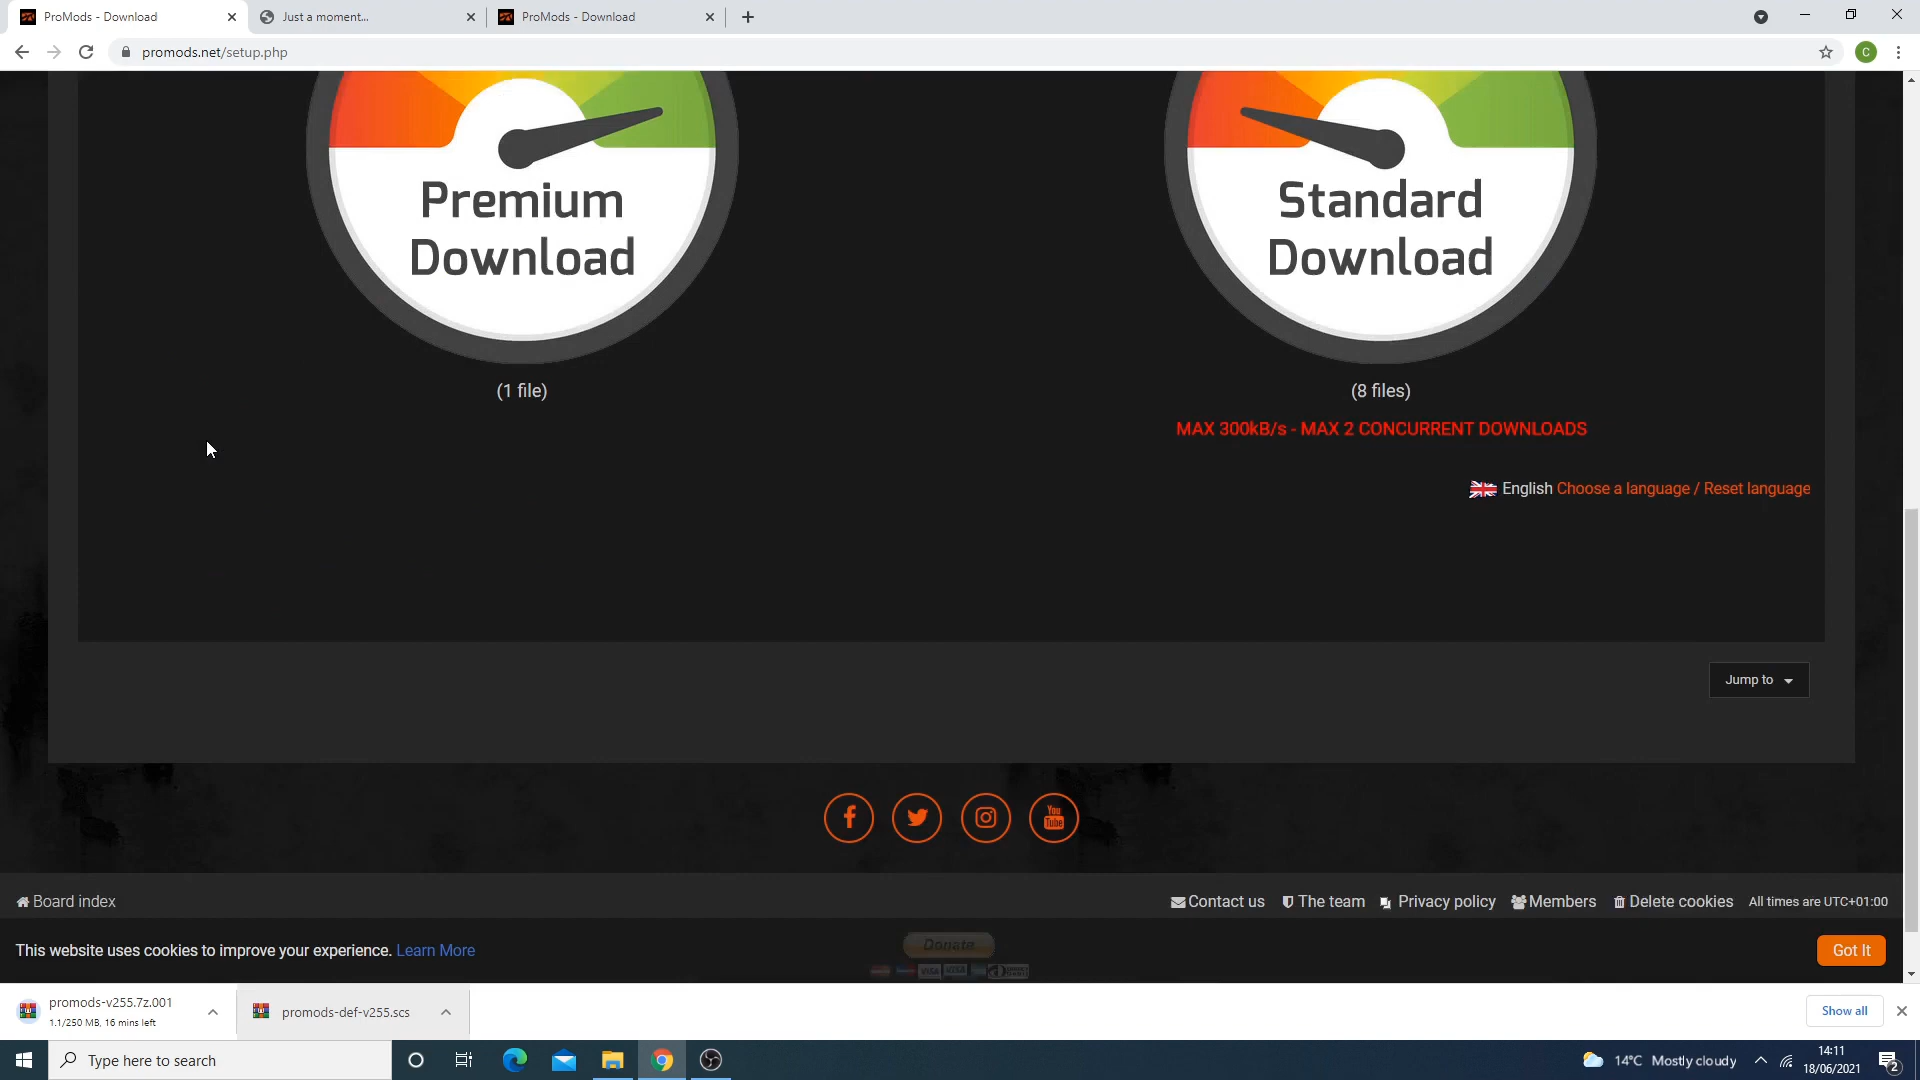 ProMods - Download
Just a moment...
ProMods - Download
promods.net/setup.php
C
Premium
Download
Standard
Download
(1 file)
(8 files)
MAX 300kB/s - MAX 2 CONCURRENT DOWNLOADS
English Choose a language / Reset language
Jump to
You
Tube
Board index
Contact us
The team
Privacy policy
Members
Delete cookies
All times are UTC+01:00
This website uses cookies to improve your experience. Learn More
Donate
VISA
Got It
promods-v255.7z.001
1.1/250 MB, 16 mins left
promods-def-v255.scs
Show all
Type here to search
14°C Mostly cloudy
14:11
18/06/2021
2